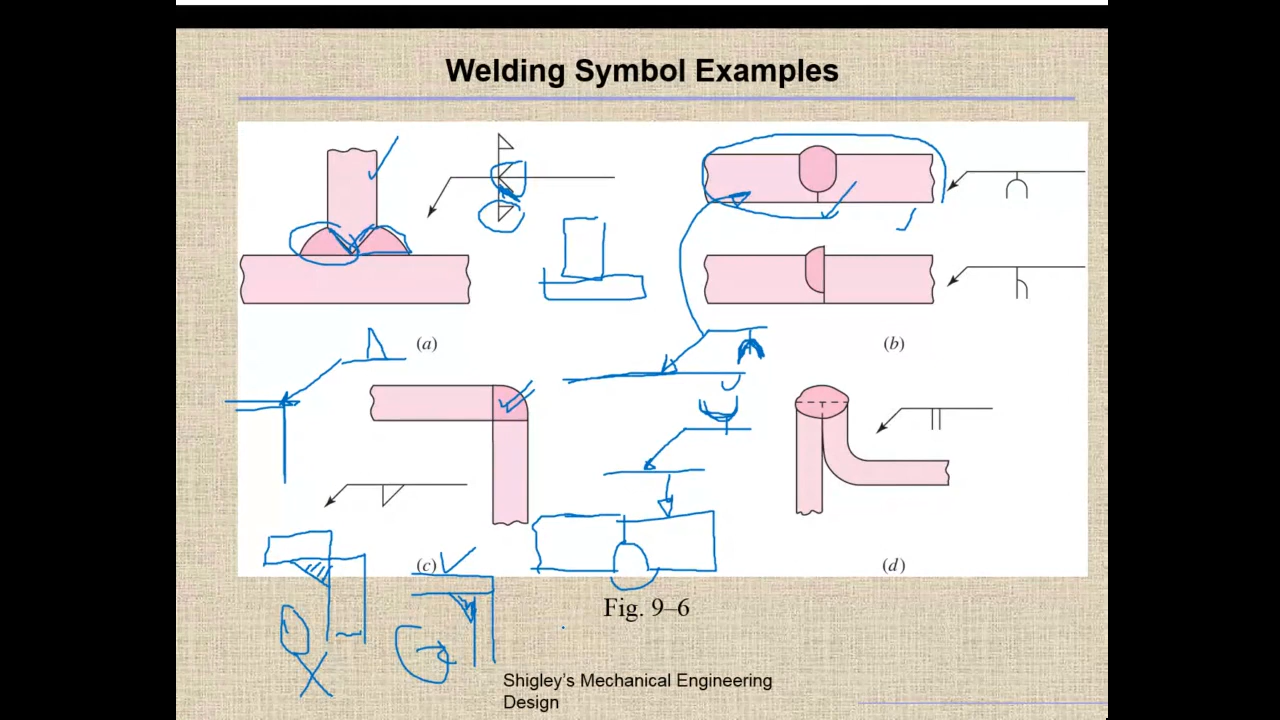 Welding Symbol Examples
(a)
(b)
(c)
(d)
Fig. 9–6
Shigley’s Mechanical Engineering
Design